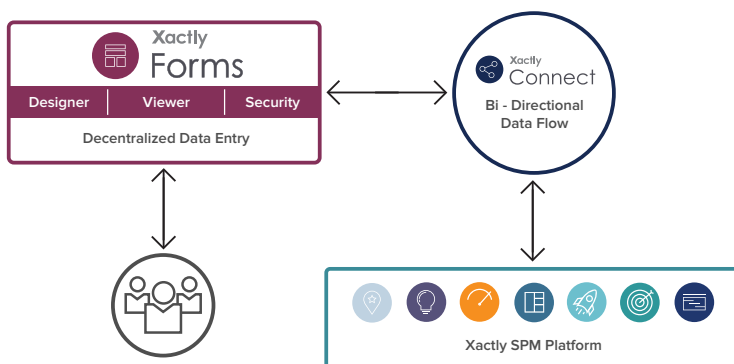 Xactly
Forms
Designer Viewer Security
Decentralized Data Entry
Xactly
Connect
Bi - Directional
Data Flow
Xactly SPM Platform